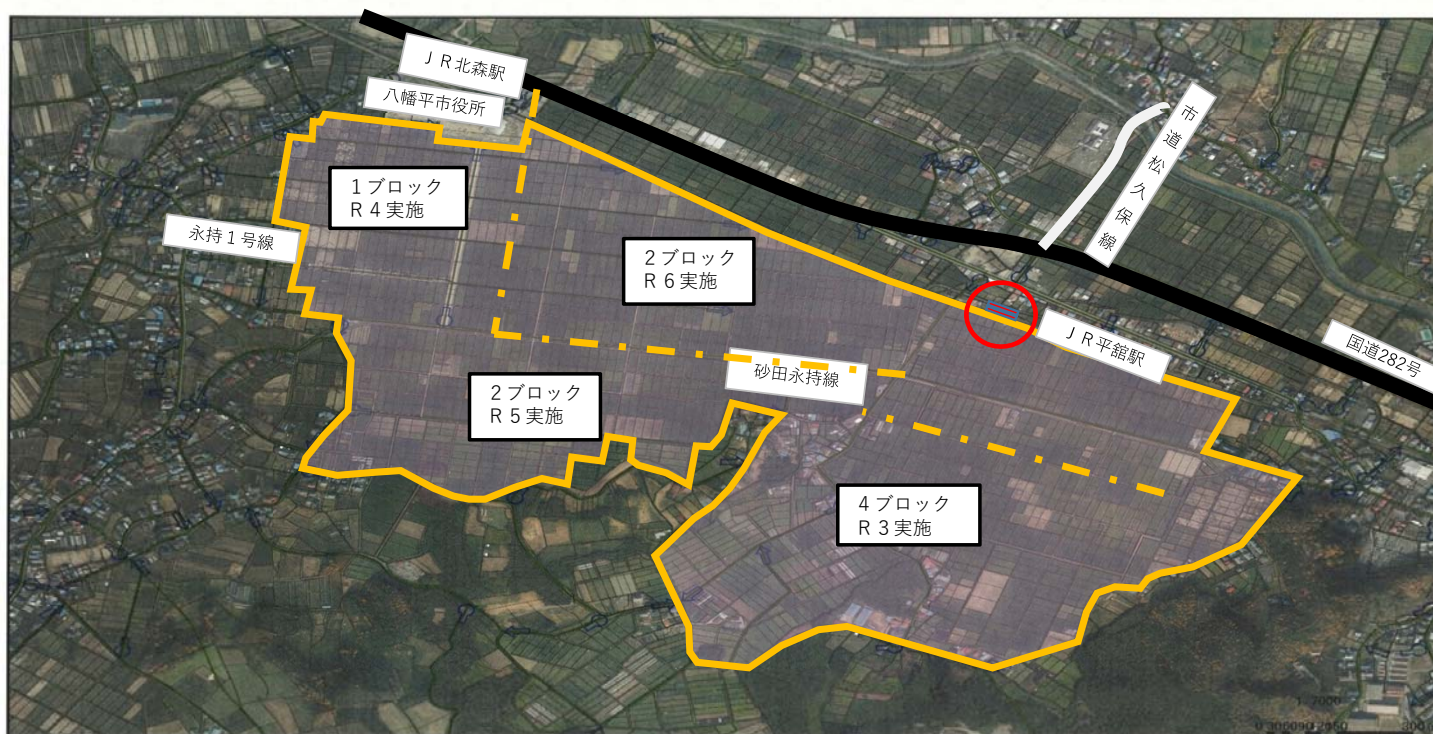 ＪＲ北森駅
八幡平市役所
市道松久保線
１ブロック
Ｒ４実施
永持１号線
２ブロック
Ｒ６実施
ＪＲ平舘駅
国道282号
砂田永持線
２ブロック
Ｒ５実施
４ブロック
Ｒ３実施